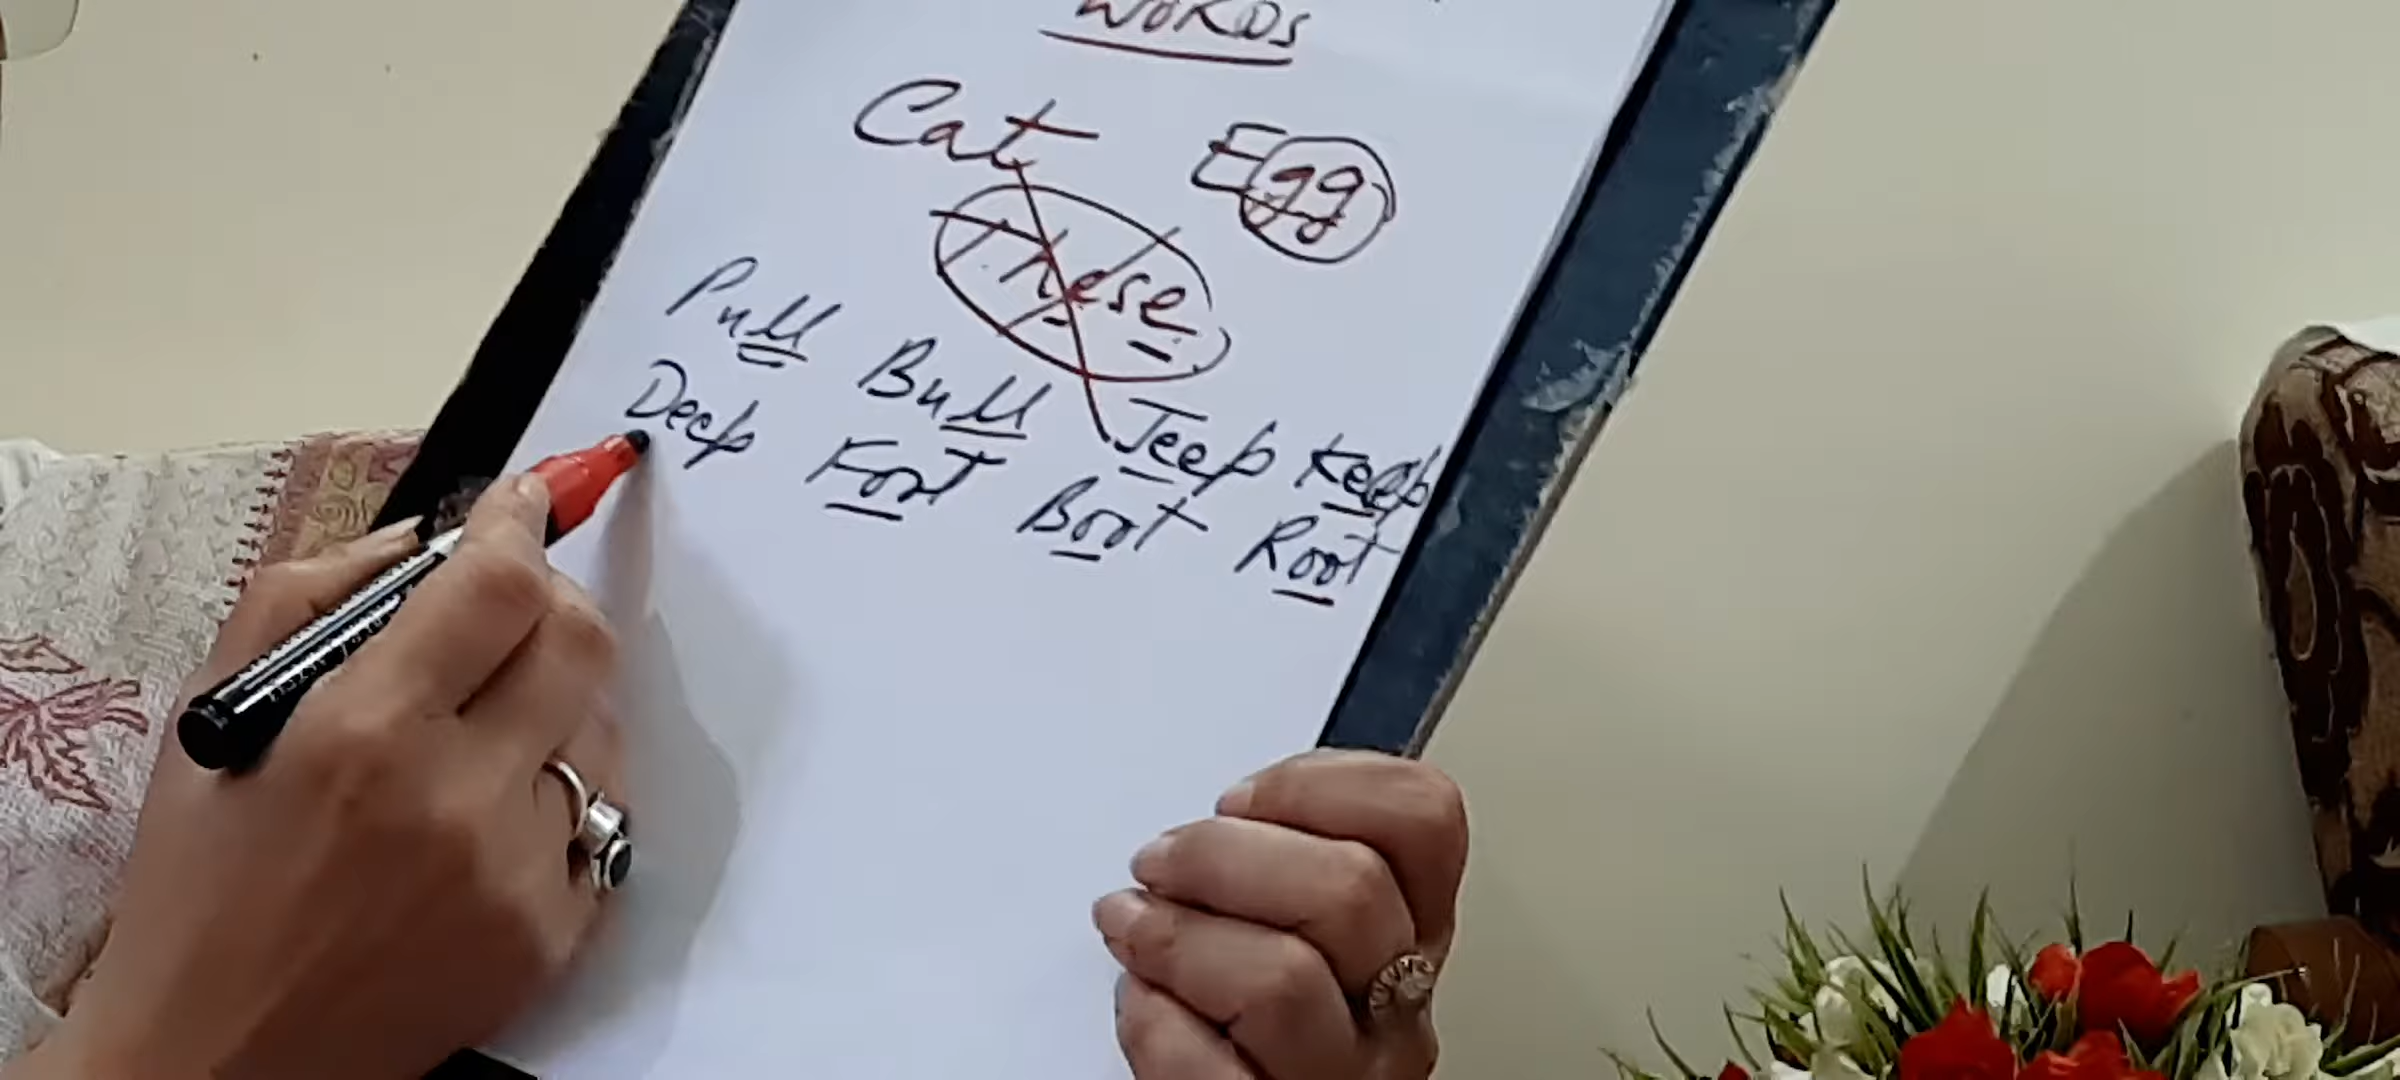 WORDS
Cat Egg
These
Pull Bull Jeep Keep
Deep Foot Boot Root